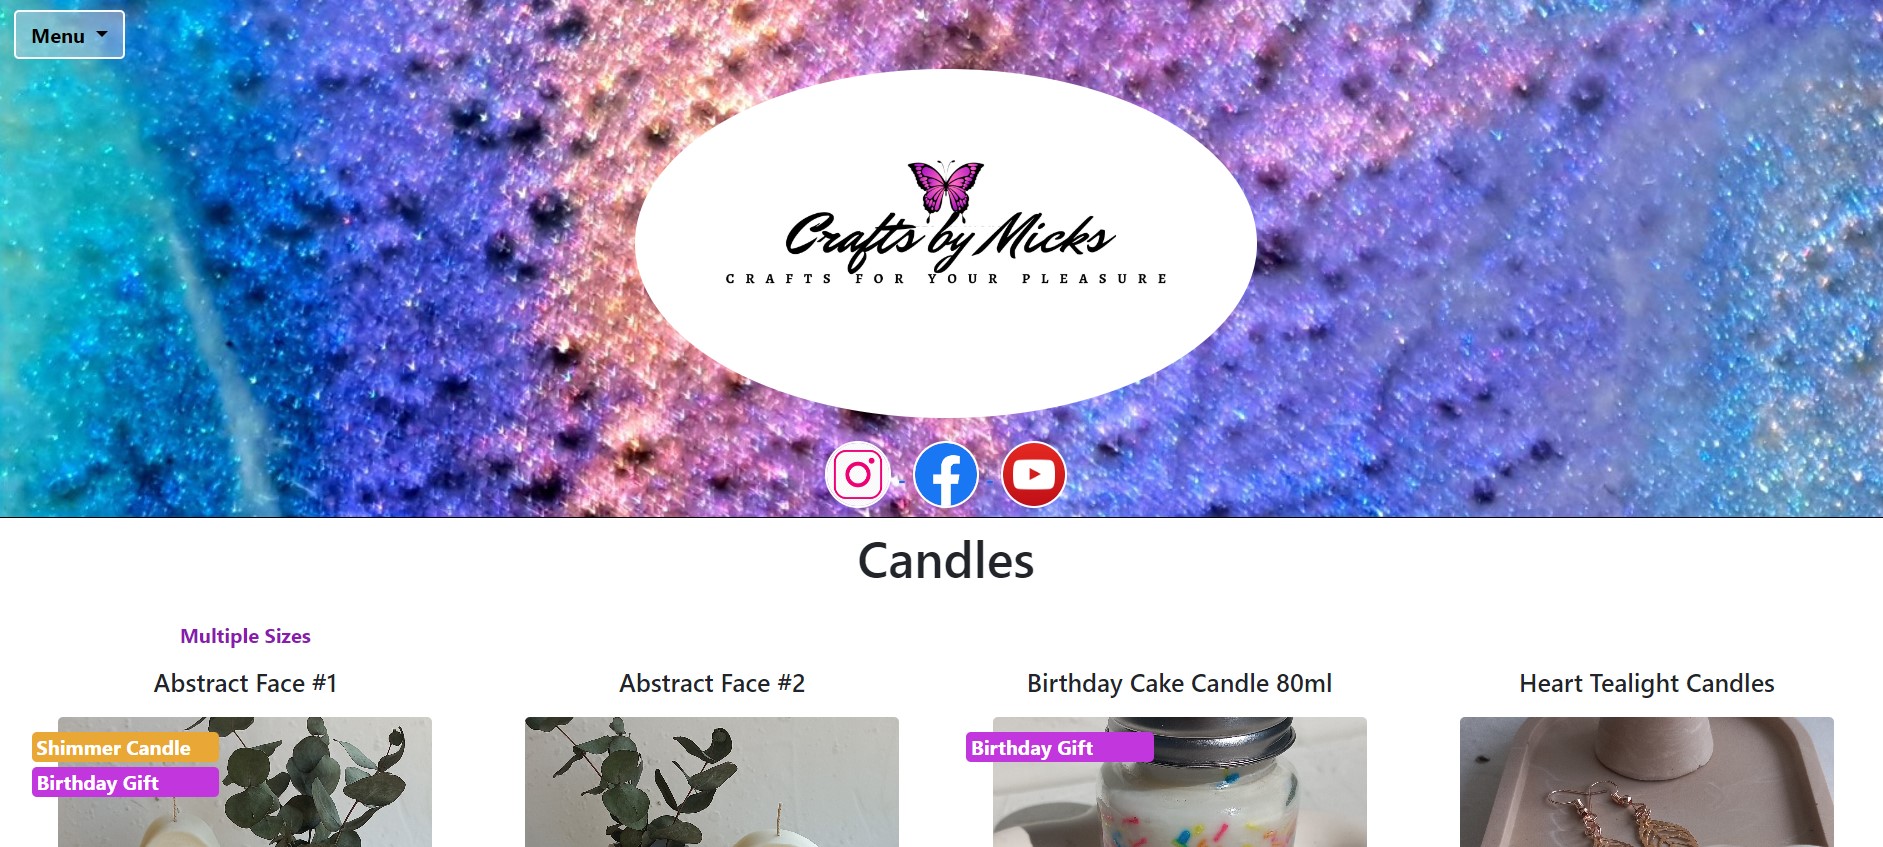 Menu
Crafts by Micks
CRAFTS FOR YOUR PLEASURE
Candles
Multiple Sizes
Abstract Face #1
Abstract Face #2
Birthday Cake Candle 80ml
Heart Tealight Candles
Shimmer Candle
Birthday Gift
Birthday Gift